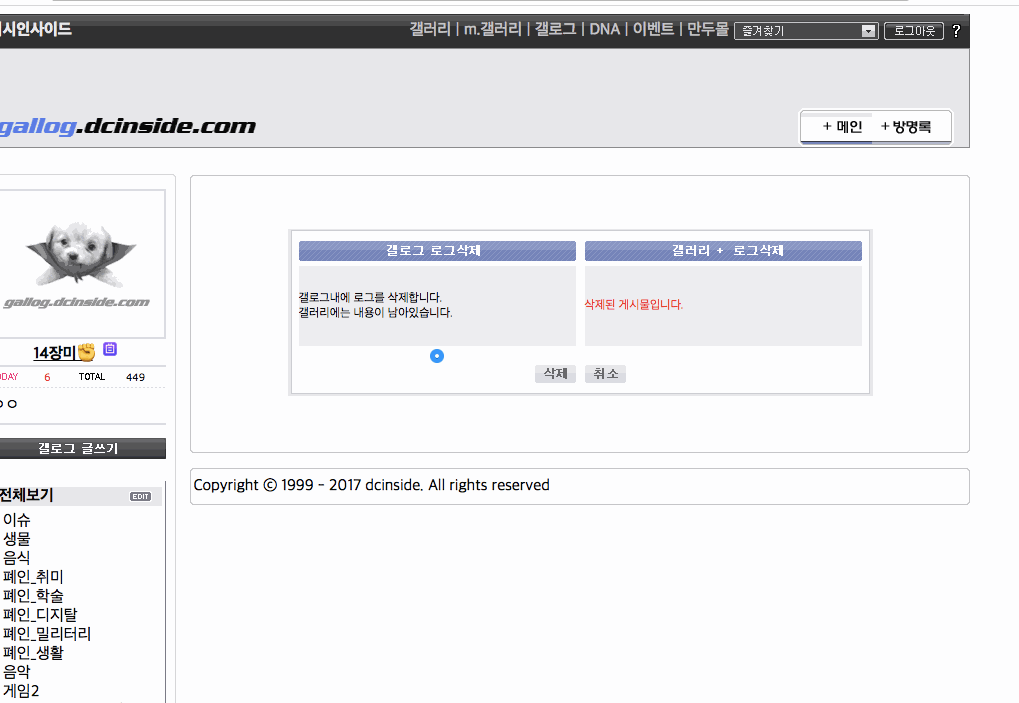 시인사이드
갤러리 | m.갤러리 | 갤로그 | DNA | 이벤트 | 만두몰 즐겨찾기 로그아웃 ?
gallog.dcinside.com
+ 메인 + 방명록
gallog.dcinside.com
14장미✊
DAY 6 TOTAL 449
ㅇㅇ
갤로그 글쓰기
전체보기 EDIT
이슈
생물
음식
폐인_취미
폐인_학술
폐인_디지탈
폐인_밀리터리
폐인_생활
음악
게임2
갤로그 로그삭제
갤로그내에 로그를 삭제합니다.
갤러리에는 내용이 남아있습니다.
갤러리 + 로그삭제
삭제된 게시물입니다.
삭제 취소
Copyright ⓒ 1999 - 2017 dcinside. All rights reserved